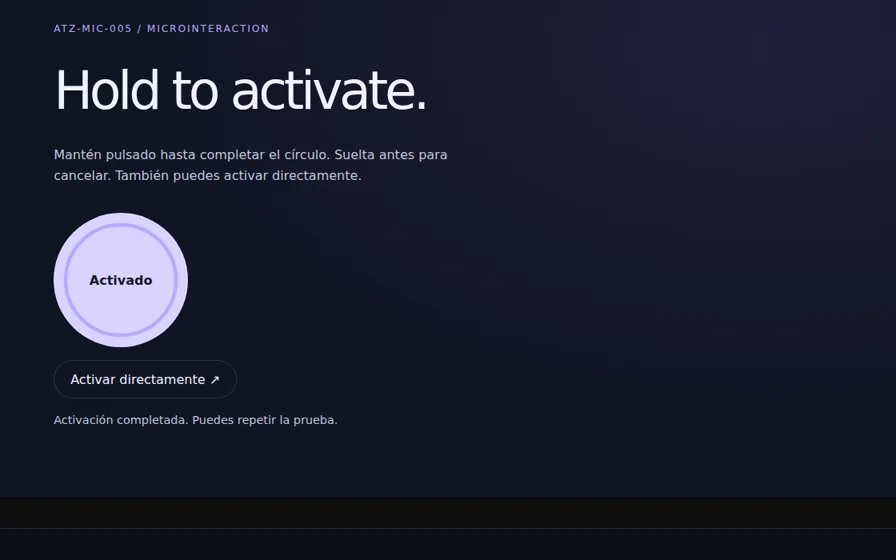 ATZ-MIC-005 / MICROINTERACTION
Hold to activate.
Mantén pulsado hasta completar el círculo. Suelta antes para
cancelar. También puedes activar directamente.
Activado
Activar directamente ↗
Activación completada. Puedes repetir la prueba.